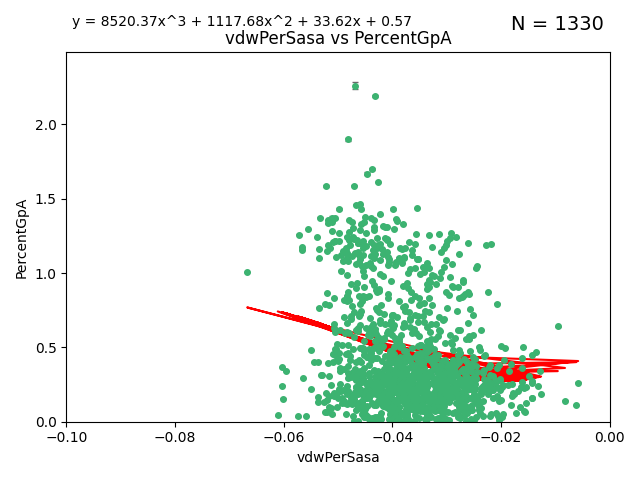 y = 8520.37x^3 + 1117.68x^2 + 33.62x + 0.57
N = 1330
vdwPerSasa vs PercentGpA
2.0
1.5
1.0
0.5
0.0
PercentGpA
−0.10 −0.08 −0.06 −0.04 −0.02 0.00
vdwPerSasa